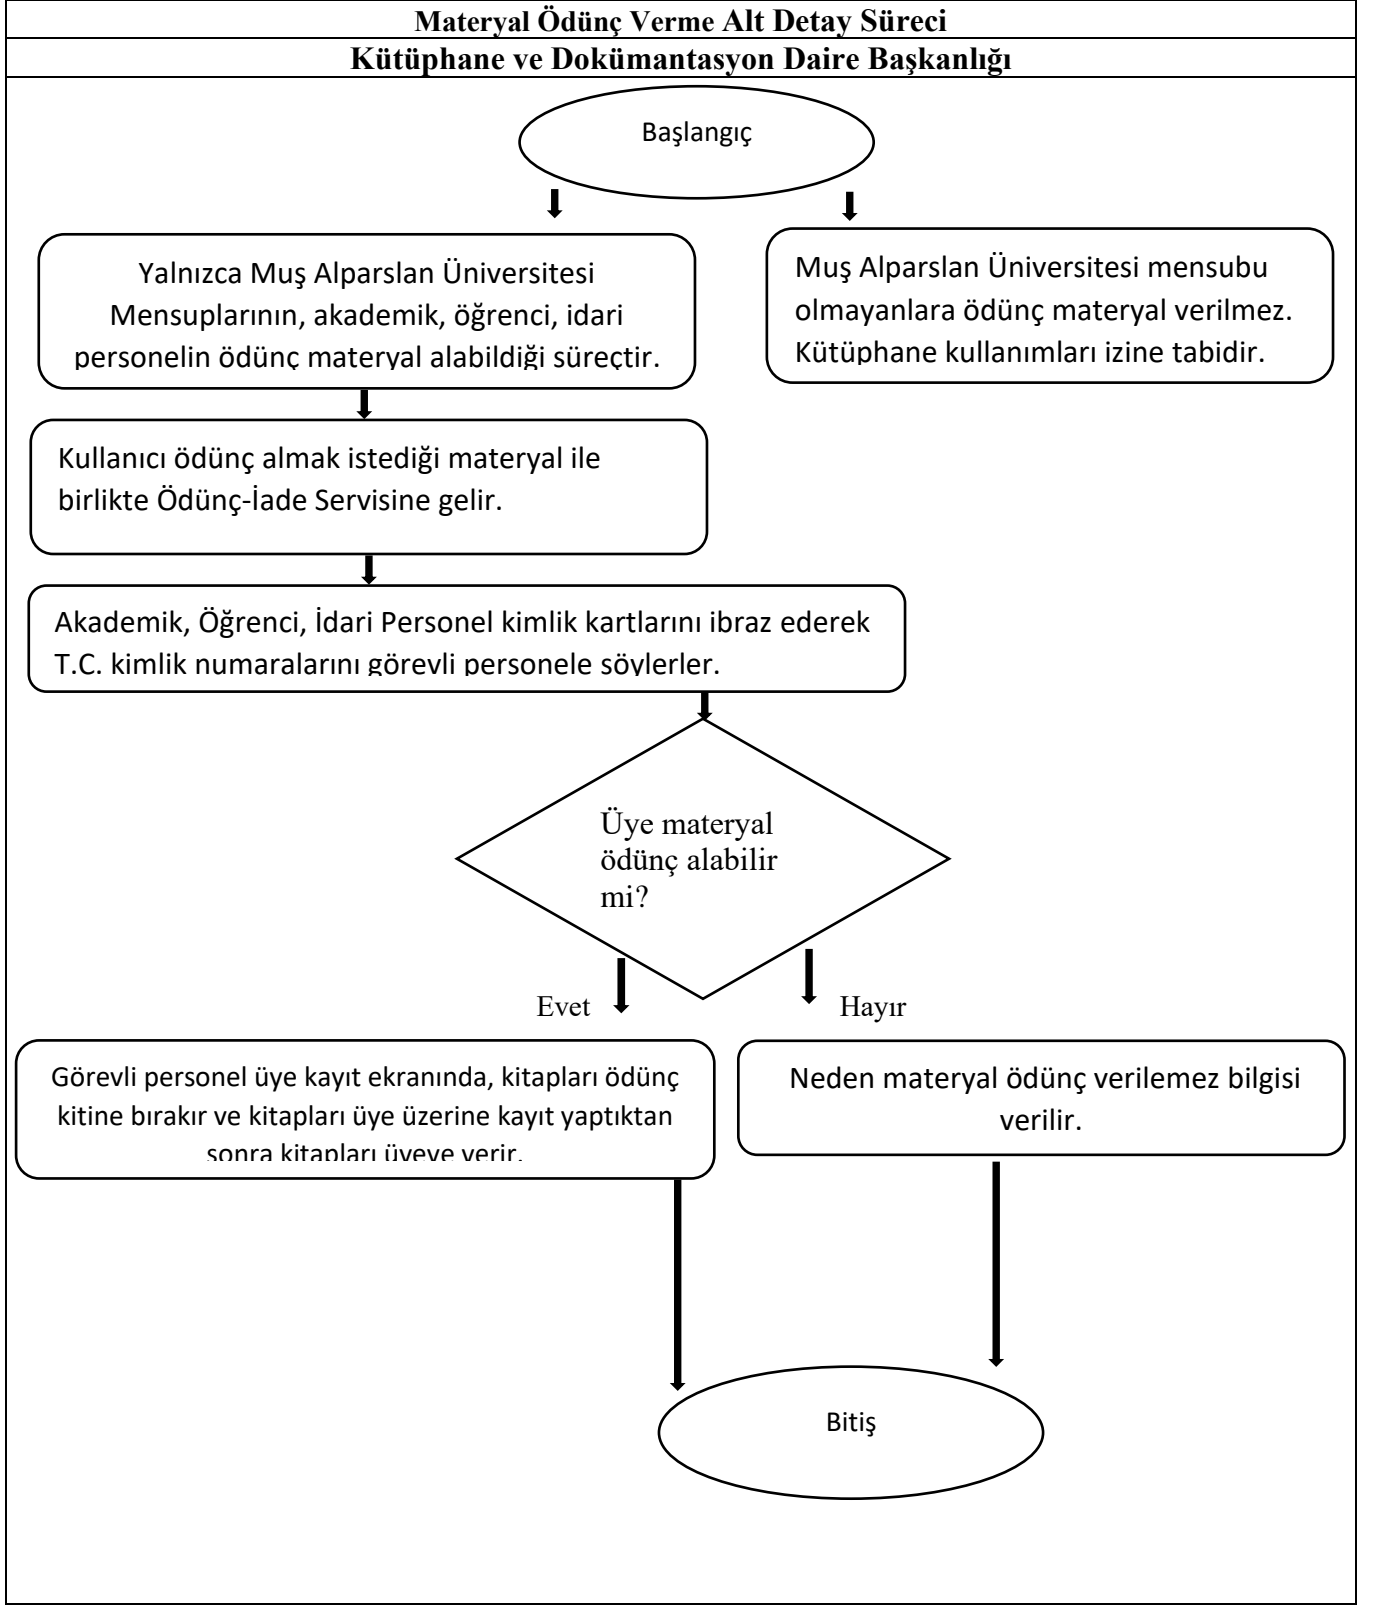 Materyal Ödünç Verme Alt Detay Süreci
Kütüphane ve Dokümantasyon Daire Başkanlığı
Başlangıç
Yalnızca Muş Alparslan Üniversitesi
Mensuplarının, akademik, öğrenci, idari
personelin ödünç materyal alabildiği süreçtir.
Muş Alparslan Üniversitesi mensubu
olmayanlara ödünç materyal verilmez.
Kütüphane kullanımları izine tabidir.
Kullanıcı ödünç almak istediği materyal ile
birlikte Ödünç-İade Servisine gelir.
Akademik, Öğrenci, İdari Personel kimlik kartlarını ibraz ederek
T.C. kimlik numaralarını görevli personele söylerler.
Üye materyal
ödünç alabilir
mi?
Evet
Hayır
Görevli personel üye kayıt ekranında, kitapları ödünç
kitine bırakır ve kitapları üye üzerine kayıt yaptıktan
sonra kitapları üyeye verir.
Neden materyal ödünç verilemez bilgisi
verilir.
Bitiş